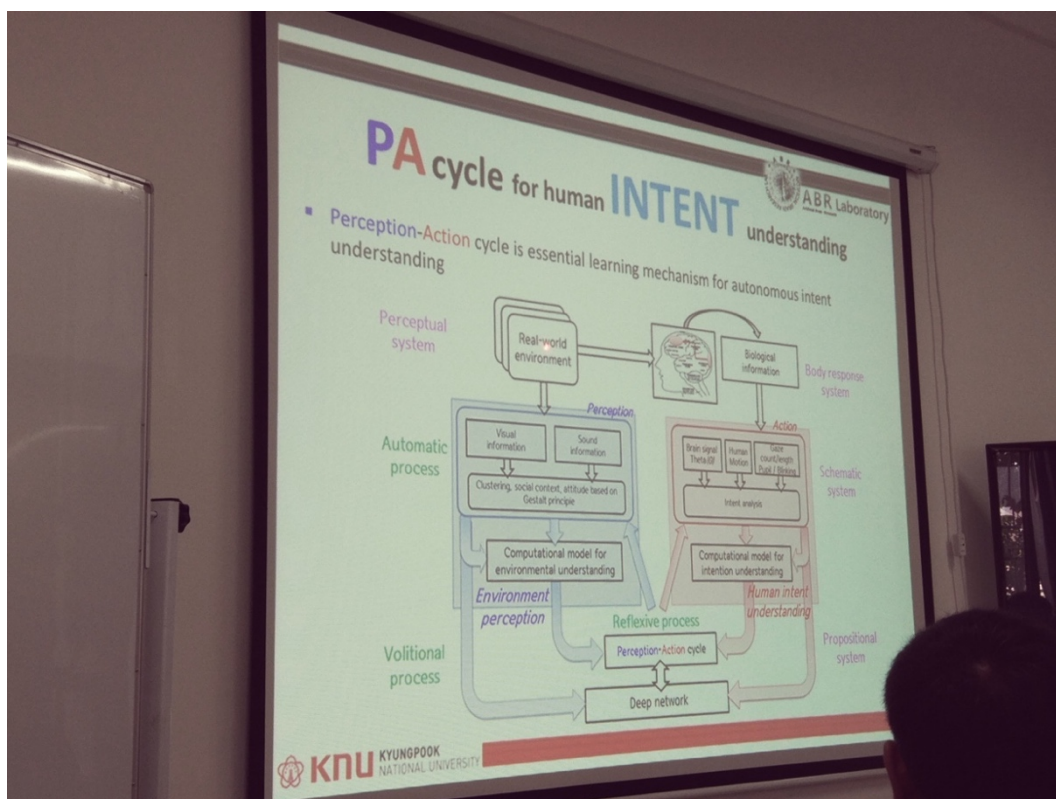 PA cycle for human INTENT understanding
ABR Laboratory
▪ Perception-Action cycle is essential learning mechanism for autonomous intent
understanding
Perceptual
system
Real-world
environment
Biological
information
Body response
system
Perception
Action
Automatic
process
Visual
information
Sound
information
Clustering, social context, attitude based on
Gestalt principle
Brain signal
Human
Motion
Gaze
count/length
Pupil / Blinking
Intent analysis
Schematic
system
Computational model for
environmental understanding
Computational model for
intention understanding
Environment
perception
Human intent
understanding
Reflexive process
Volitional
process
Perception-Action cycle
Propositional
system
Deep network
KNU KYUNGPOOK
NATIONAL UNIVERSITY